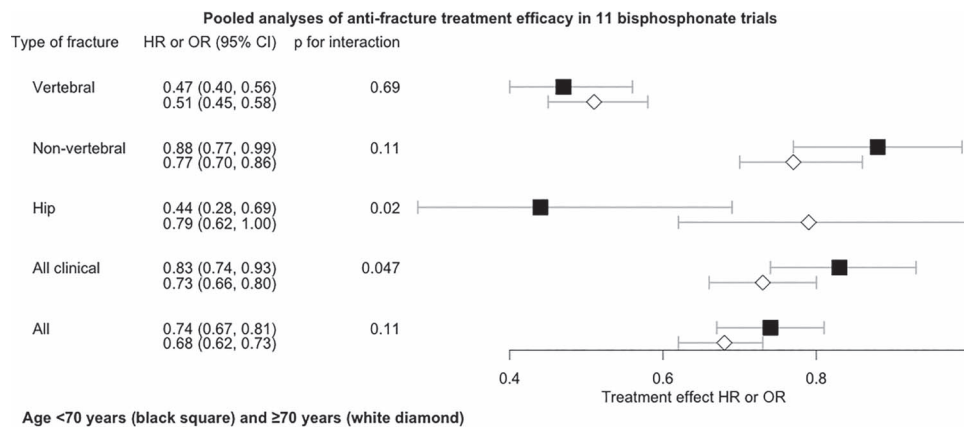 Pooled analyses of anti-fracture treatment efficacy in 11 bisphosphonate trials
Type of fracture HR or OR (95% CI) p for interaction
Vertebral 0.47 (0.40, 0.56) 0.69
0.51 (0.45, 0.58)
Non-vertebral 0.88 (0.77, 0.99) 0.11
0.77 (0.70, 0.86)
Hip 0.44 (0.28, 0.69) 0.02
0.79 (0.62, 1.00)
All clinical 0.83 (0.74, 0.93) 0.047
0.73 (0.66, 0.80)
All 0.74 (0.67, 0.81) 0.11
0.68 (0.62, 0.73)
0.4 0.6 0.8
Treatment effect HR or OR
Age <70 years (black square) and ≥70 years (white diamond)